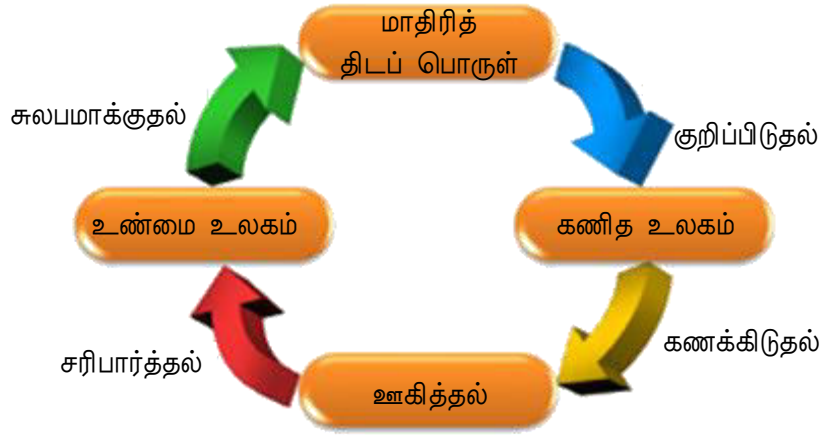 மாதிரித்
திடப் பொருள்
சுலபமாக்குதல்
குறிப்பிடுதல்
உண்மை உலகம்
கணித உலகம்
சரிபார்த்தல்
கணக்கிடுதல்
ஊகித்தல்